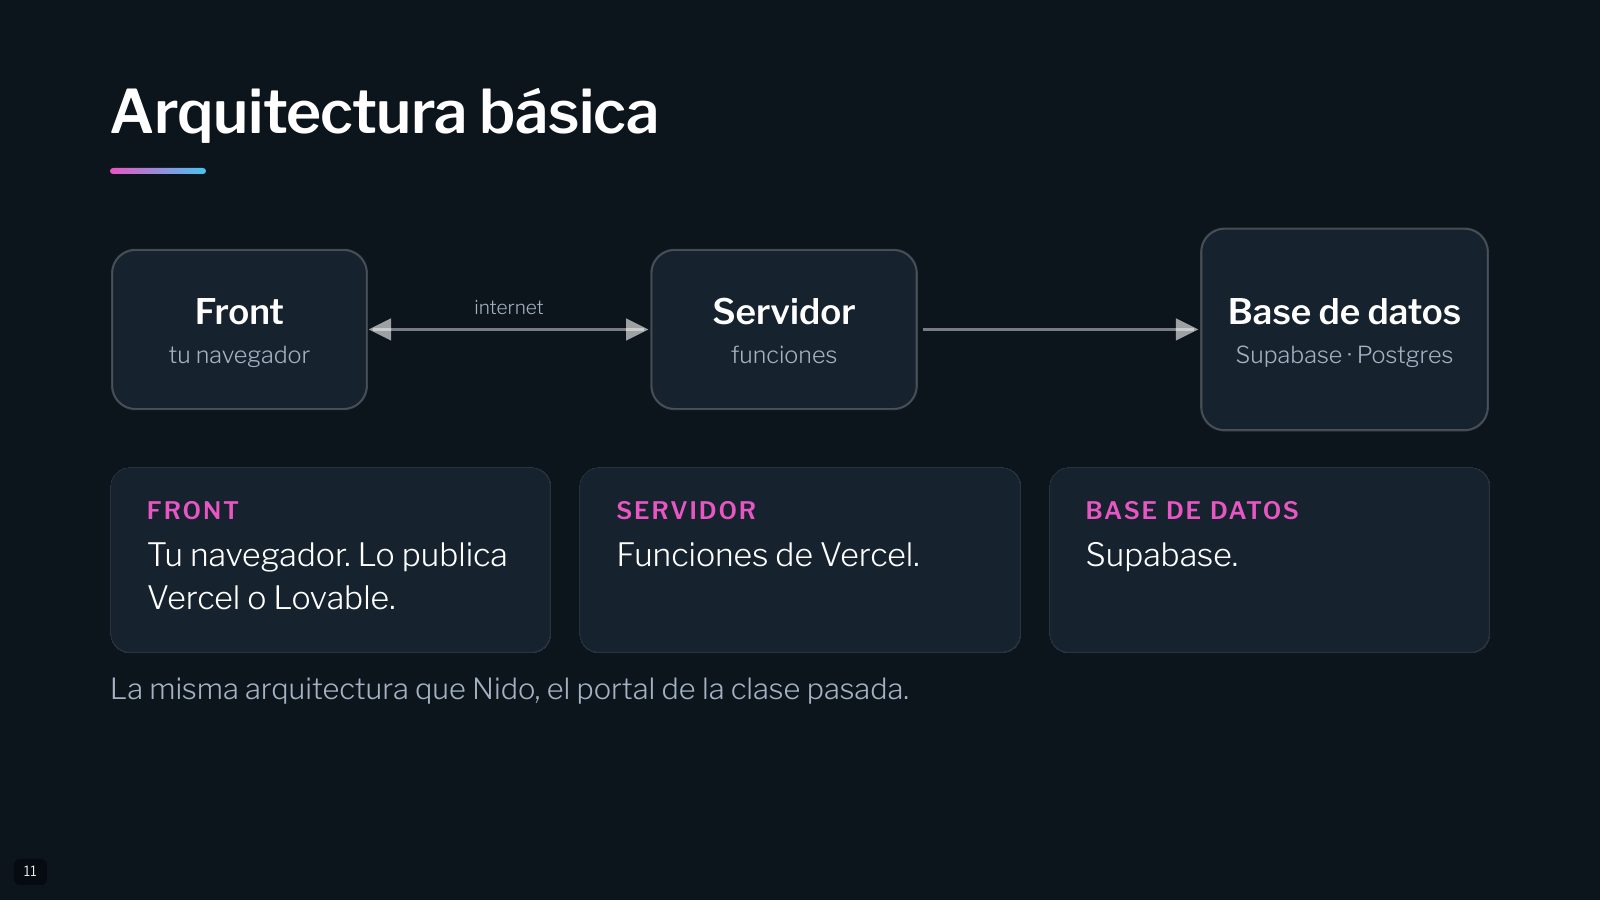 Arquitectura básica
Front
tu navegador
internet
Servidor
funciones
Base de datos
Supabase · Postgres
FRONT
Tu navegador. Lo publica
Vercel o Lovable.
SERVIDOR
Funciones de Vercel.
BASE DE DATOS
Supabase.
La misma arquitectura que Nido, el portal de la clase pasada.
11